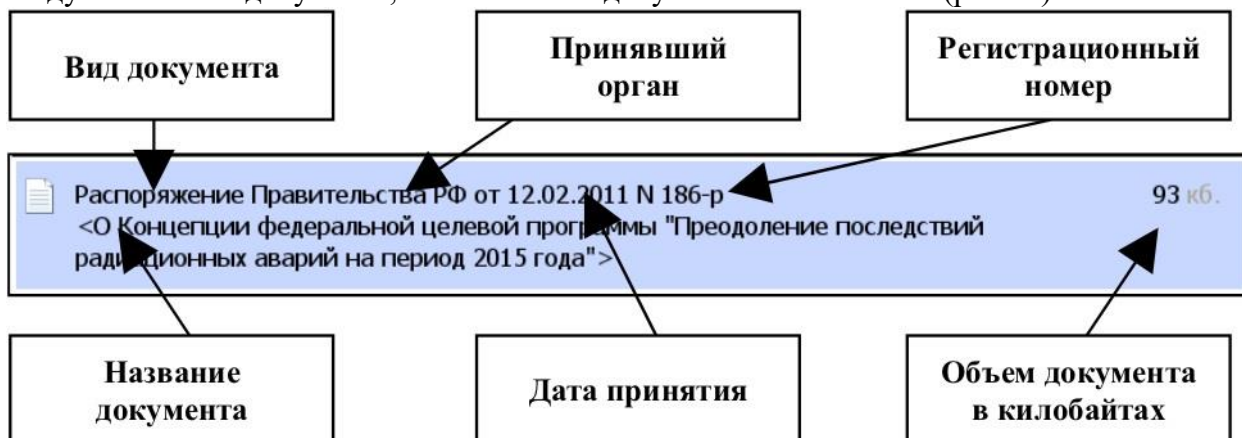 Вид документа
Принявший
орган
Регистрационный
номер
Распоряжение Правительства РФ от 12.02.2011 N 186-р
93 кб.
<О Концепции федеральной целевой программы "Преодоление последствий
радиационных аварий на период 2015 года">
Название
документа
Дата принятия
Объем документа
в килобайтах